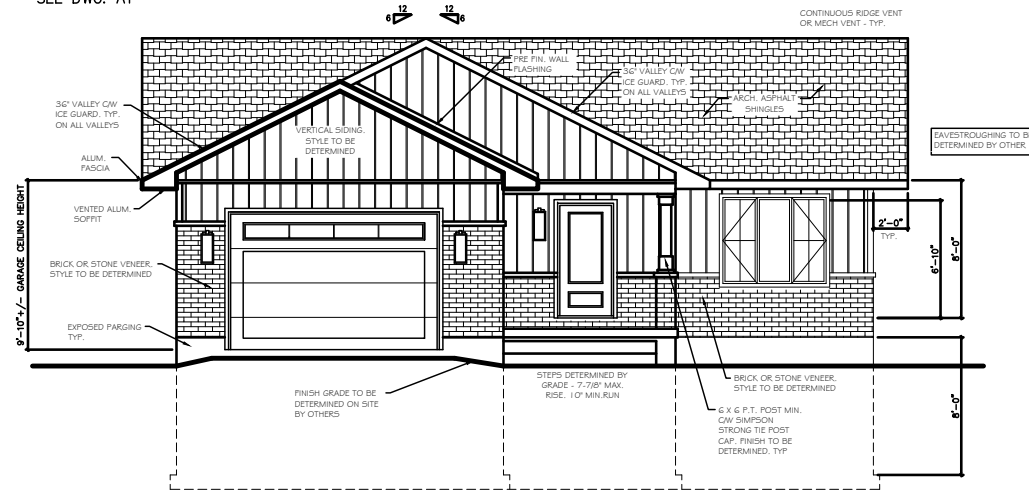 SEE DWG. A1
12
6
12
6
CONTINUOUS RIDGE VENT
OR MECH VENT - TYP.
PRE FIN. WALL
FLASHING
36" VALLEY C/W
ICE GUARD. TYP.
ON ALL VALLEYS
ARCH. ASPHALT
SHINGLES
36" VALLEY C/W
ICE GUARD. TYP.
ON ALL VALLEYS
VERTICAL SIDING.
STYLE TO BE
DETERMINED
EAVESTROUGHING TO B
DETERMINED BY OTHER
ALUM.
FASCIA
VENTED ALUM.
SOFFIT
9'-10"+/- GARAGE CEILING HEIGHT
2'-0"
TYP.
6'-10"
8'-0"
BRICK OR STONE VENEER.
STYLE TO BE DETERMINED
EXPOSED PARGING
TYP.
FINISH GRADE TO BE
DETERMINED ON SITE
BY OTHERS
STEPS DETERMINED BY
GRADE - 7-7/8" MAX.
RISE. 10" MIN.RUN
BRICK OR STONE VENEER.
STYLE TO BE DETERMINED
6 X 6 P.T. POST MIN.
C/W SIMPSON
STRONG TIE POST
CAP. FINISH TO BE
DETERMINED. TYP
8'-0"